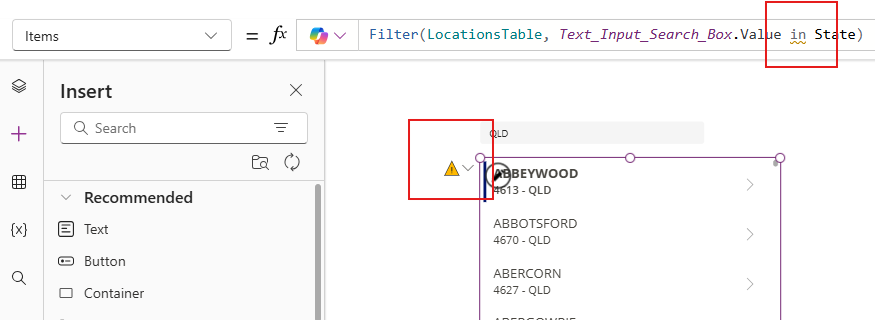 Items
= fx
Filter(LocationsTable, Text_Input_Search_Box.Value in State)
Insert
Search
Recommended
Text
Button
Container
QLD
ABBEYWOOD
4613 - QLD
ABBOTSFORD
4670 - QLD
ABERCORN
4627 - QLD